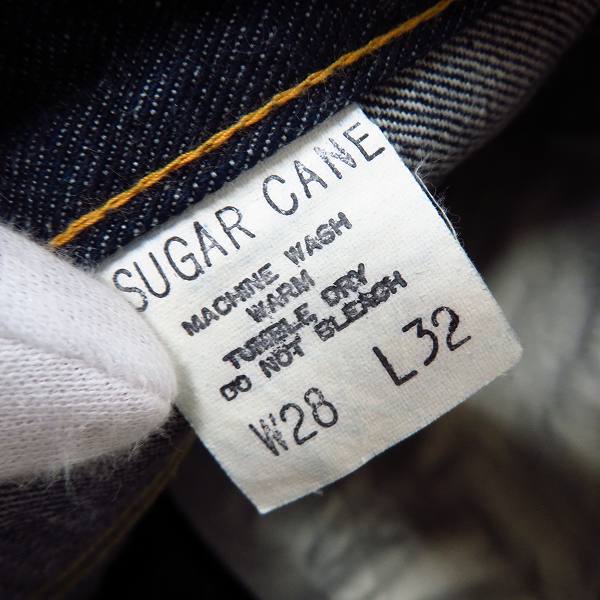 SUGAR CANE
MACHINE WASH
WARM
TUMBLE DRY
DO NOT BLEACH
W28 L32